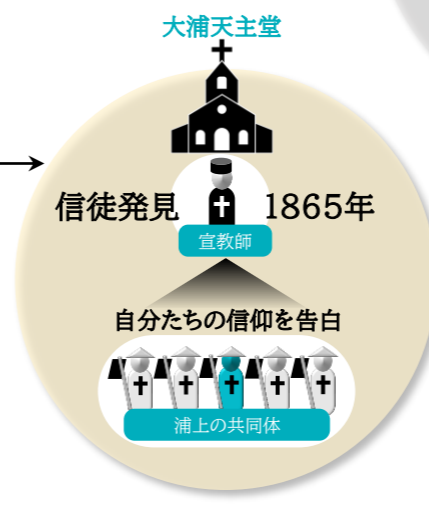 大浦天主堂
信徒発見 1865年
宣教師
自分たちの信仰を告白
浦上の共同体